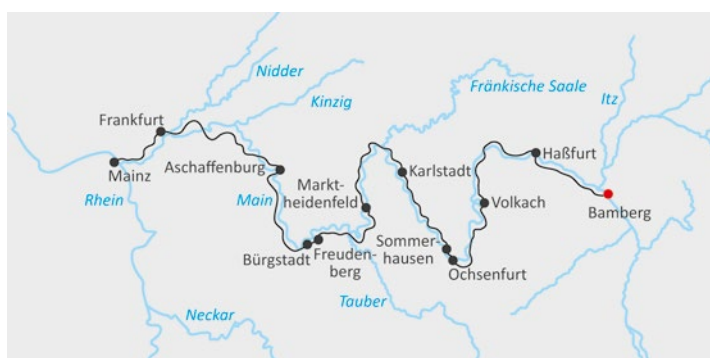 Nidder
Kinzig
Fränkische Saale
Itz
Frankfurt
Haßfurt
Mainz
Aschaffenburg
Karlstadt
Rhein
Main
Markt-
heidenfeld
Volkach
Bamberg
Bürgstadt
Freuden-
berg
Sommer-
hausen
Ochsenfurt
Tauber
Neckar